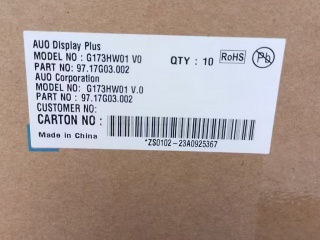 AUO Display Plus
MODEL NO : G173HW01 V0
QTY : 10 RoHS Pb
PART NO: 97.17G03.002
AUO Corporation
MODEL NO : G173HW01 V.0
PART NO: 97.17G03.002
CUSTOMER NO:
CARTON NO :
Made in China
*ZS0102-23A0925367